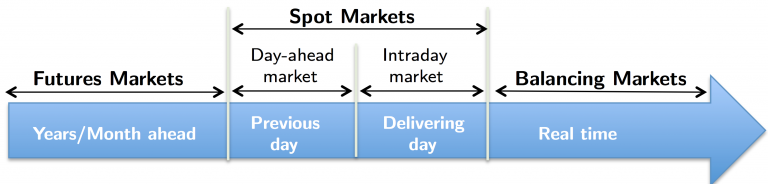 Spot Markets
Day-ahead
market
Intraday
market
Futures Markets
Balancing Markets
Years/Month ahead
Previous
day
Delivering
day
Real time